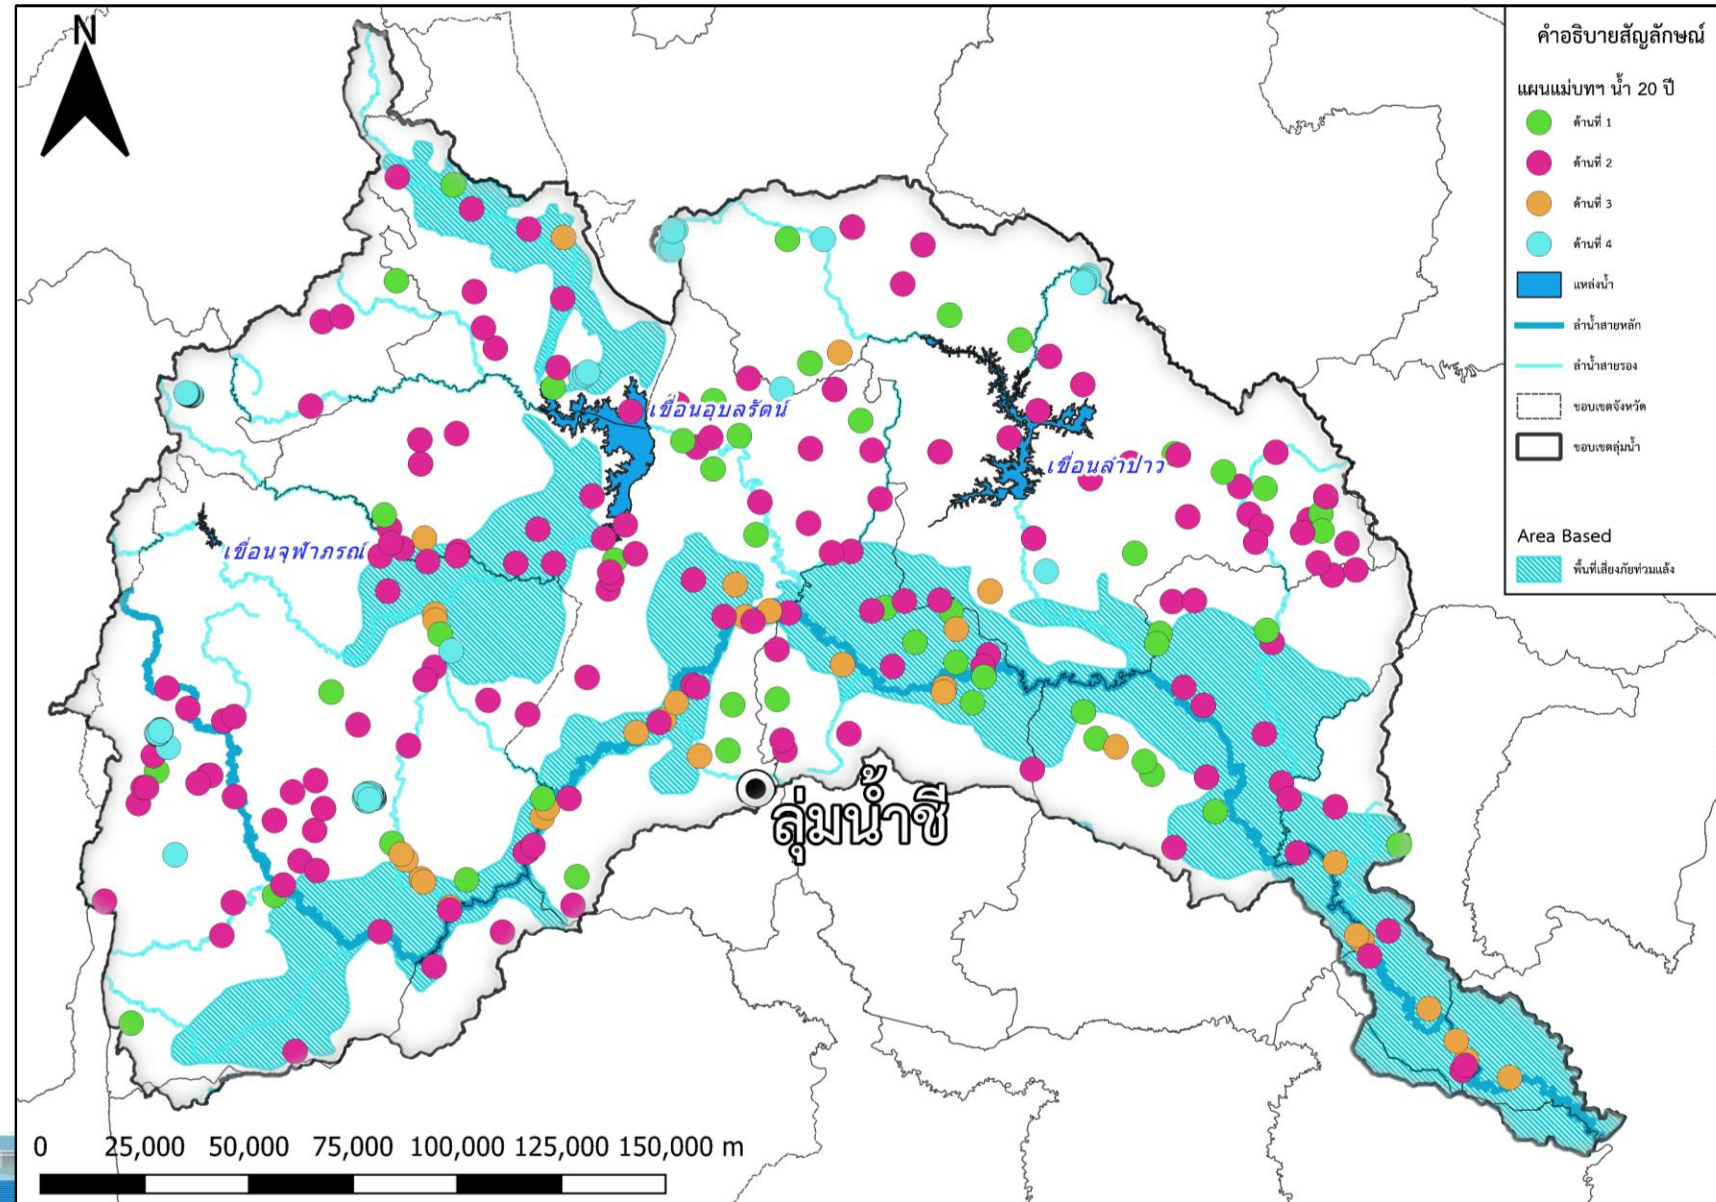 N
คำอธิบายสัญลักษณ์
แผนแม่บทฯ น้ำ 20 ปี
ด้านที่ 1
ด้านที่ 2
ด้านที่ 3
ด้านที่ 4
แหล่งน้ำ
ลำน้ำสายหลัก
ลำน้ำสายรอง
ขอบเขตจังหวัด
ขอบเขตลุ่มน้ำ
Area Based
พื้นที่เสี่ยงภัยท่วมแล้ง
เขื่อนอุบลรัตน์
เขื่อนลำปาว
เขื่อนจุฬาภรณ์
ลุ่มน้ำชี
0 25,000 50,000 75,000 100,000 125,000 150,000 m